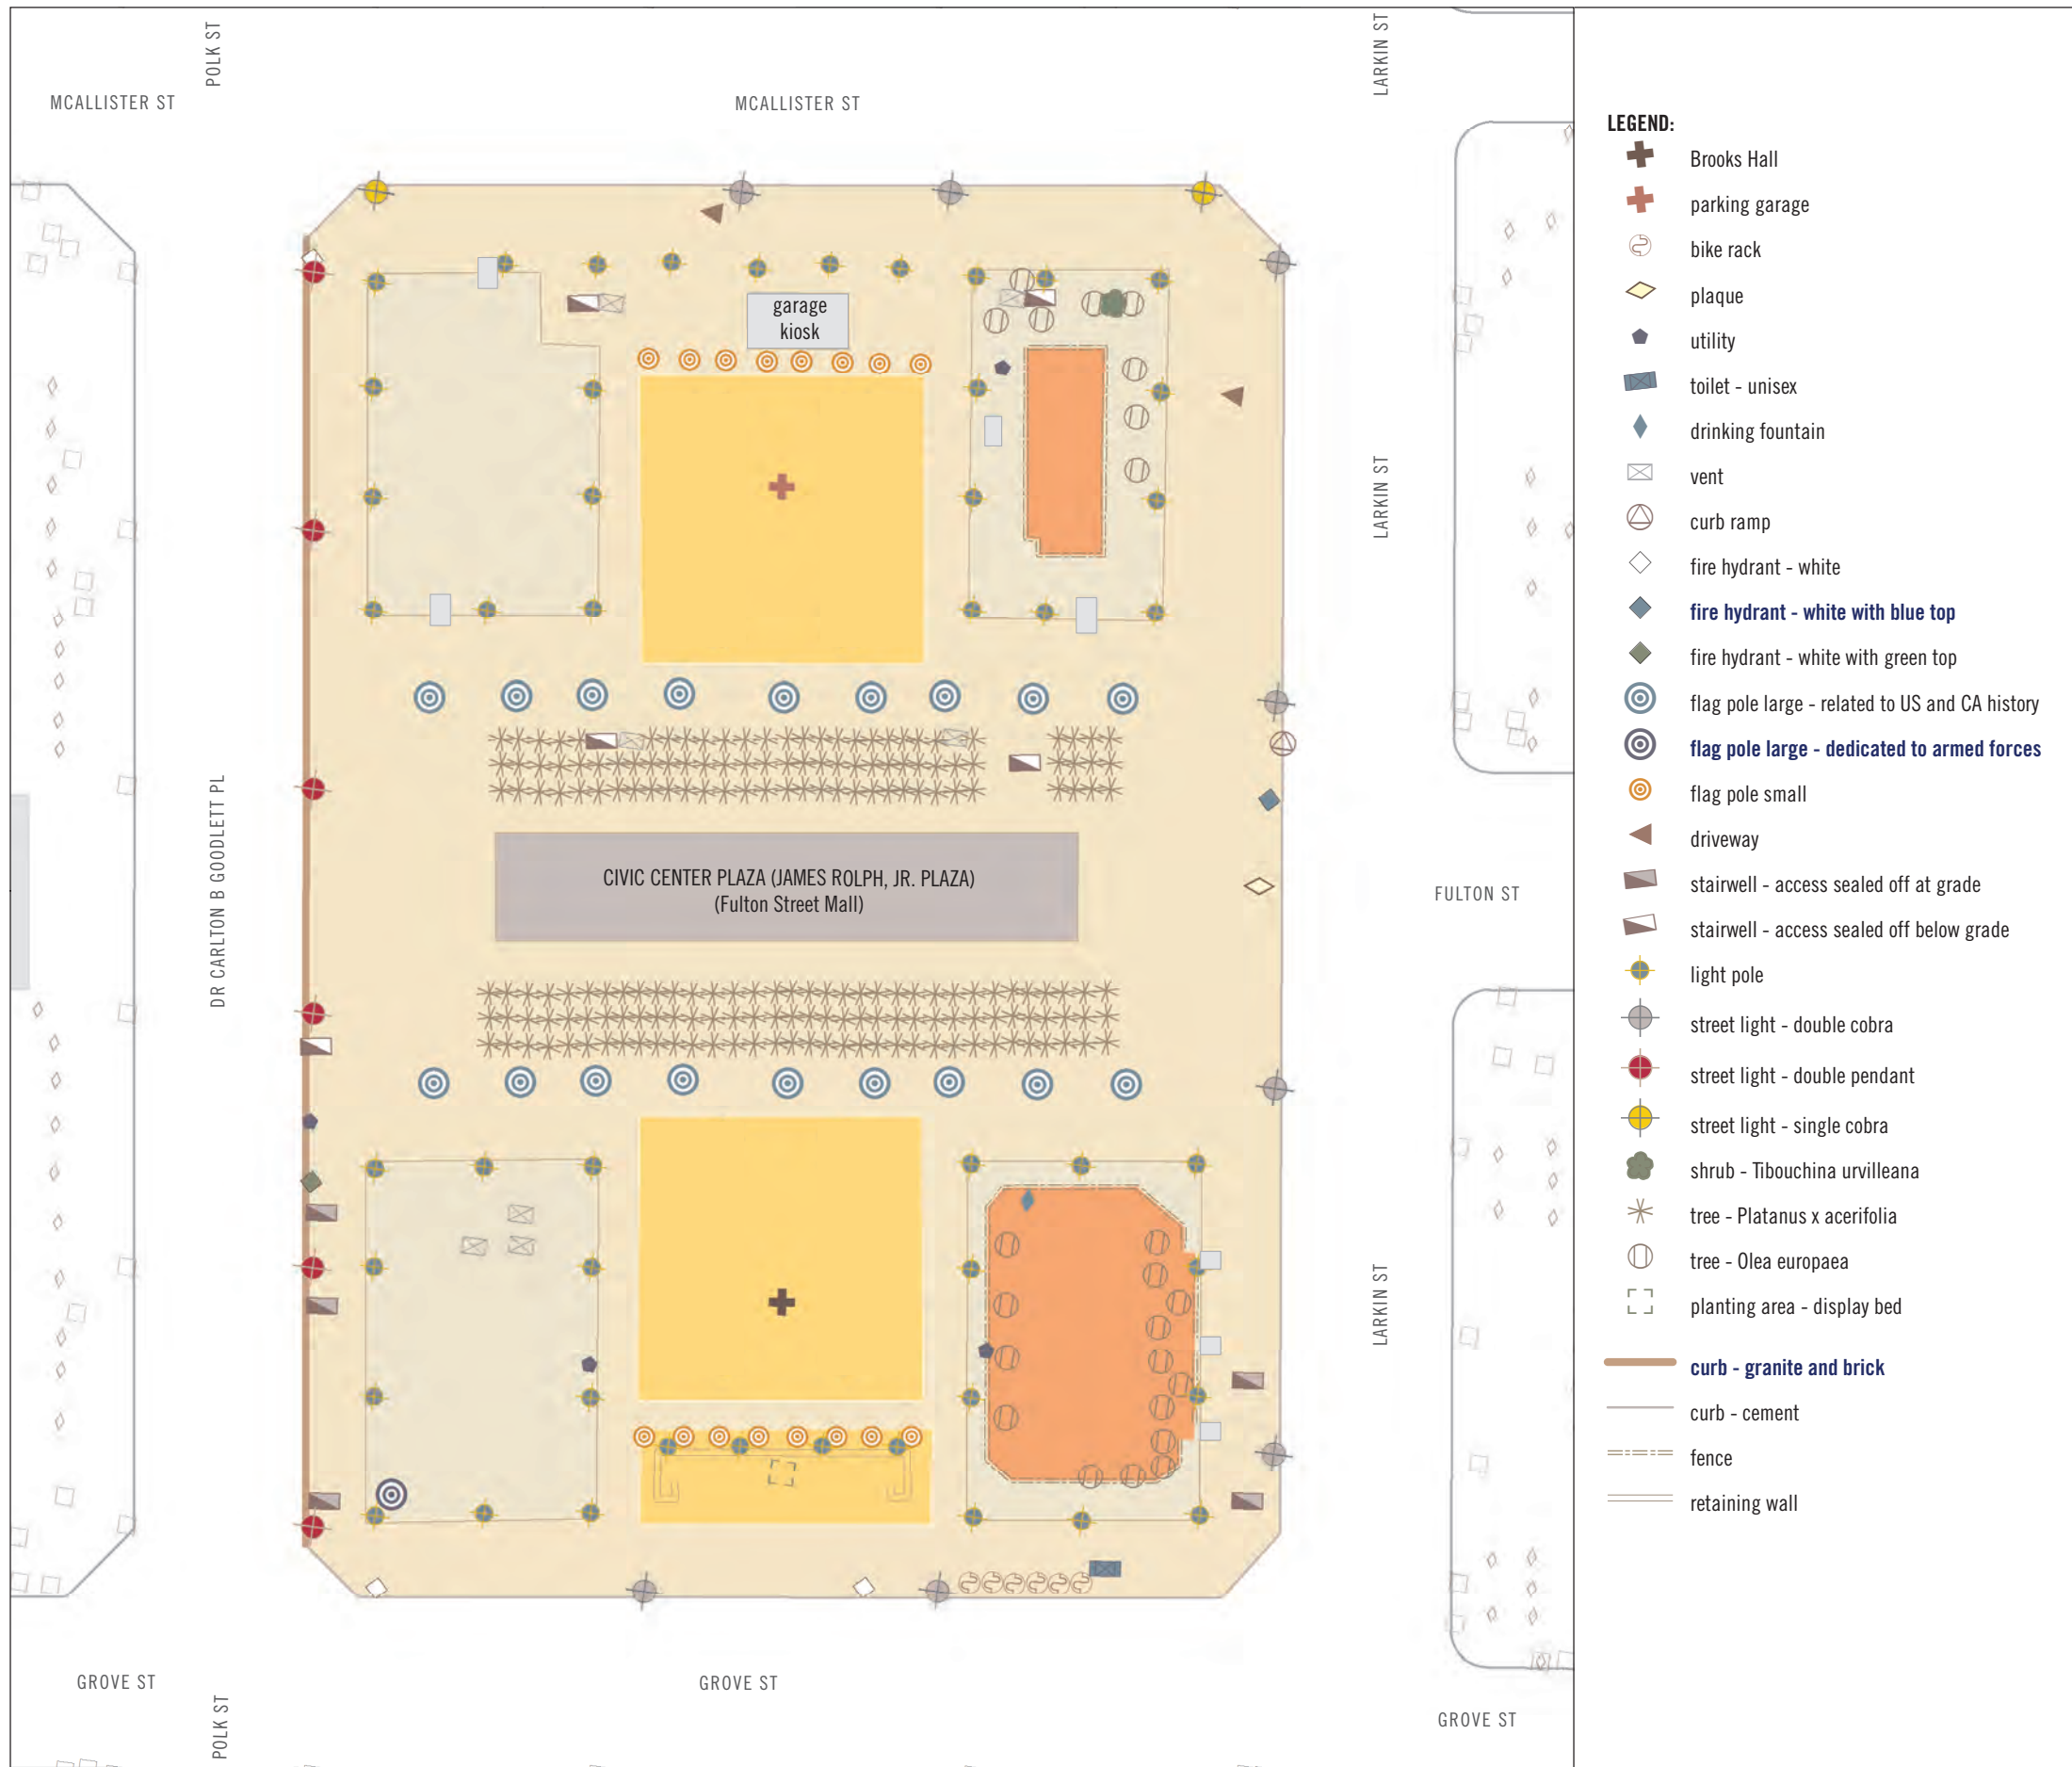 POLK ST
LARKIN ST
MCALLISTER ST
MCALLISTER ST
garage
kiosk
LARKIN ST
DR CARLTON B GOODLETT PL
CIVIC CENTER PLAZA (JAMES ROLPH, JR. PLAZA)
(Fulton Street Mall)
FULTON ST
LARKIN ST
GROVE ST
GROVE ST
POLK ST
GROVE ST
LEGEND:
Brooks Hall
parking garage
bike rack
plaque
utility
toilet - unisex
drinking fountain
vent
curb ramp
fire hydrant - white
fire hydrant - white with blue top
fire hydrant - white with green top
flag pole large - related to US and CA history
flag pole large - dedicated to armed forces
flag pole small
driveway
stairwell - access sealed off at grade
stairwell - access sealed off below grade
light pole
street light - double cobra
street light - double pendant
street light - single cobra
shrub - Tibouchina urvilleana
tree - Platanus x acerifolia
tree - Olea europaea
planting area - display bed
curb - granite and brick
curb - cement
fence
retaining wall